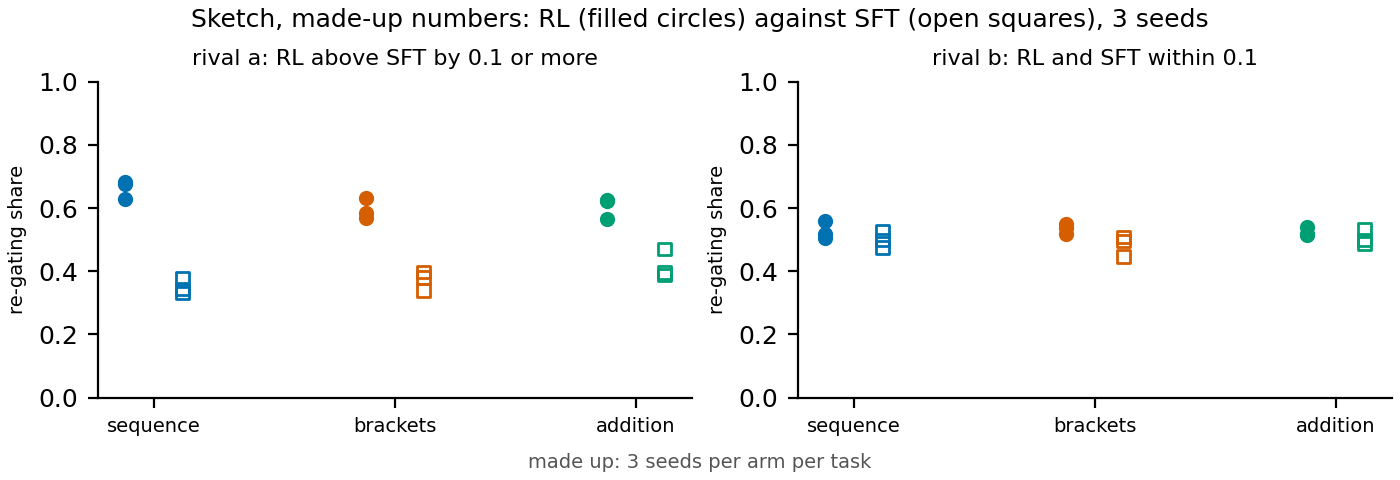 Sketch, made-up numbers: RL (filled circles) against SFT (open squares), 3 seeds
rival a: RL above SFT by 0.1 or more
1.0
0.8
0.6
0.4
0.2
0.0
re-gating share
sequence brackets addition
rival b: RL and SFT within 0.1
1.0
0.8
0.6
0.4
0.2
0.0
re-gating share
sequence brackets addition
made up: 3 seeds per arm per task